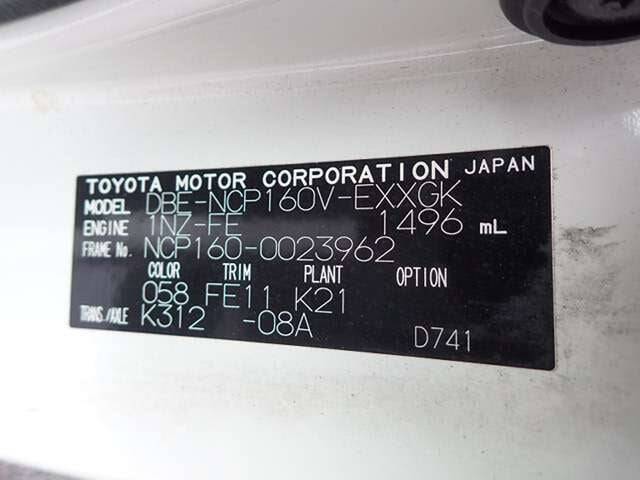 TOYOTA MOTOR CORPORATION JAPAN
MODEL DBE-NCP160V-EXXGK
ENGINE 1NZ-FE 1496 mL
FRAME No. NCP160-0023962
COLOR TRIM PLANT OPTION
058 FE11 K21
TRANS./AXLE K312 -08A
D741